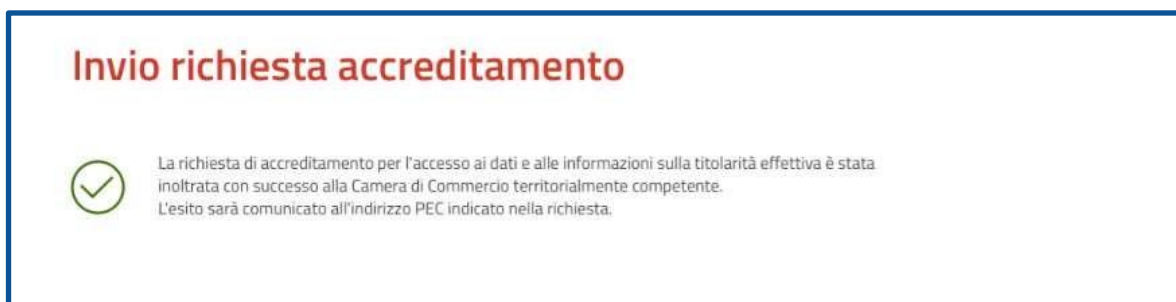 Invio richiesta accreditamento
La richiesta di accreditamento per l'accesso ai dati e alle informazioni sulla titolarità effettiva è stata
inoltrata con successo alla Camera di Commercio territorialmente competente.
L'esito sarà comunicato all'indirizzo PEC indicato nella richiesta.